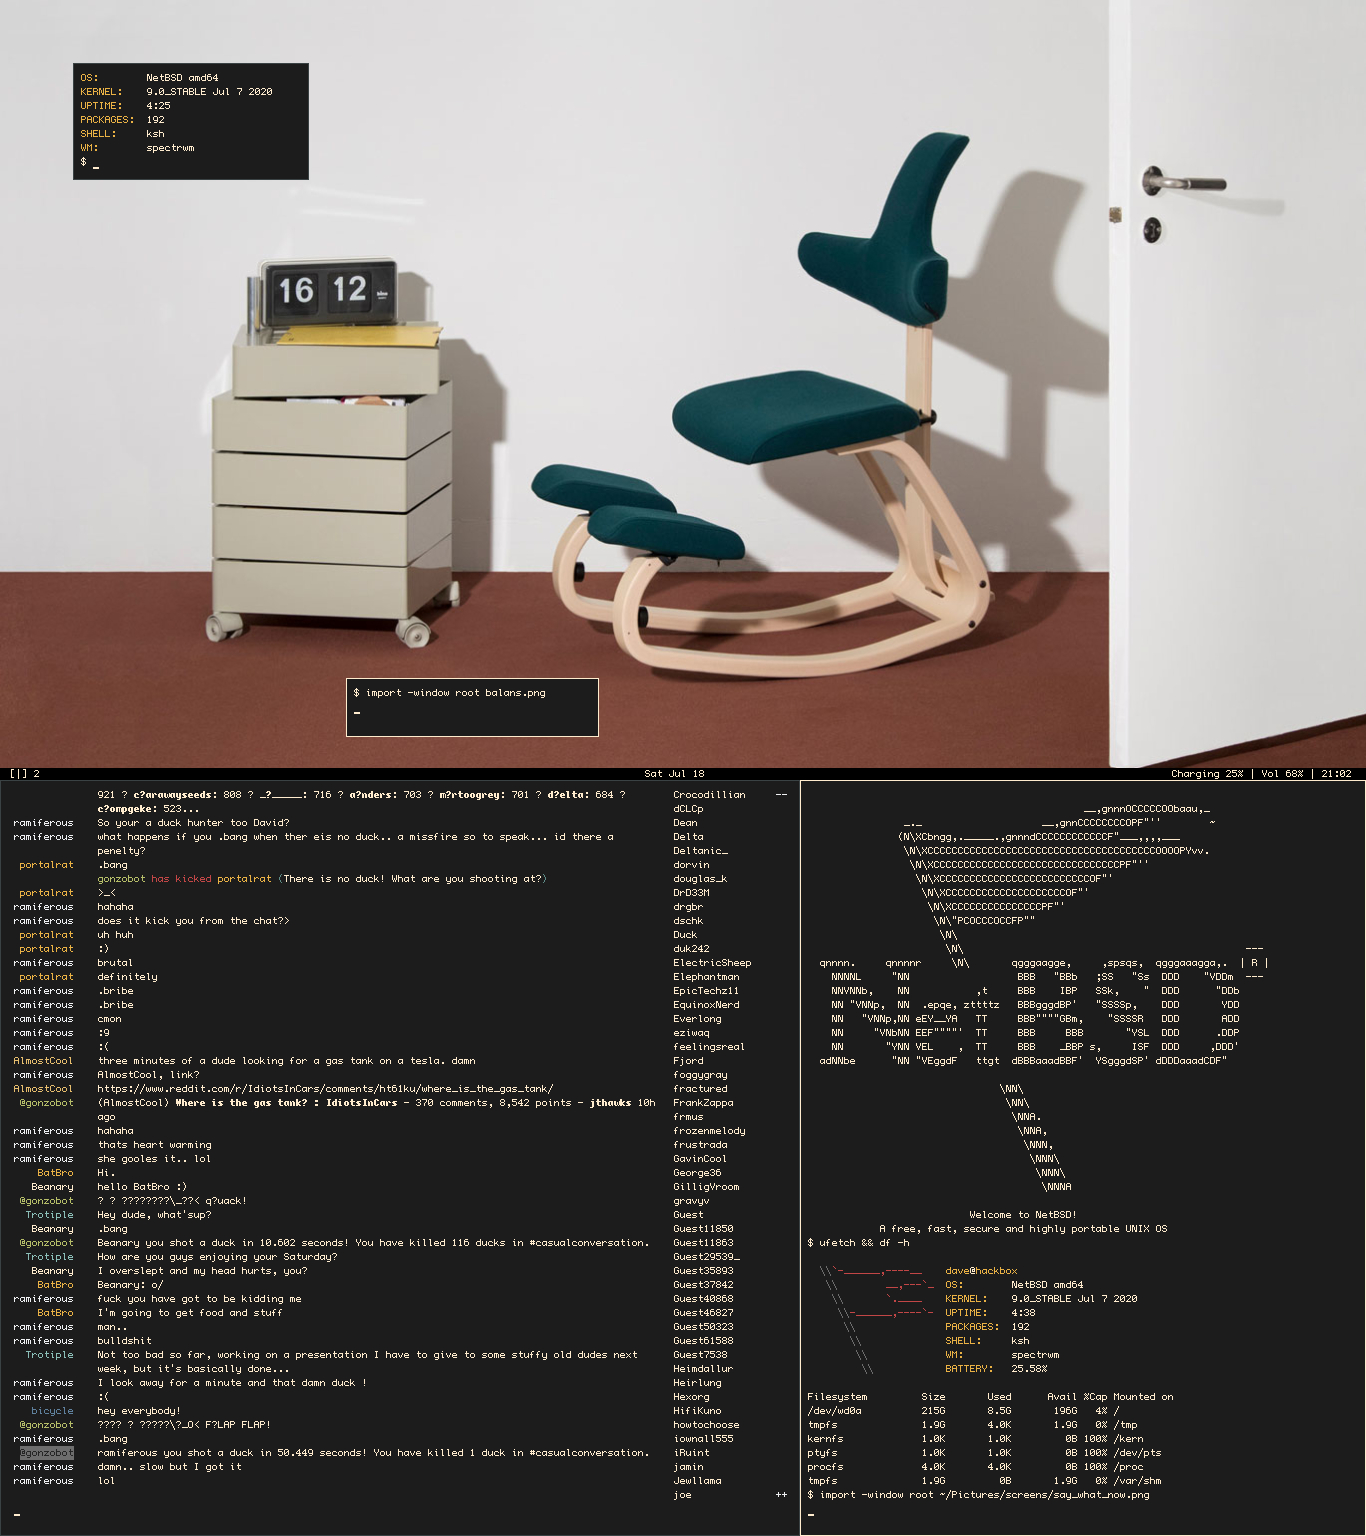 OS: NetBSD amd64
KERNEL: 9.0_STABLE Jul 7 2020
UPTIME: 4:25
PACKAGES: 192
SHELL: ksh
WM: spectrwm
$ _
16 12
$ import -window root balans.png
_
[|] 2 Sat Jul 18 Charging 25% | Vol 68% | 21:02
921 ? c?arawayseeds: 808 ? _?_____: 716 ? a?nders: 703 ? m?rtoogrey: 701 ? d?elta: 684 ?
c?ompgeke: 523...
ramiferous So your a duck hunter too David?
ramiferous what happens if you .bang when ther eis no duck.. a missfire so to speak... id there a
penelty?
portalrat .bang
gonzobot has kicked portalrat (There is no duck! What are you shooting at?)
portalrat >_<
ramiferous hahaha
ramiferous does it kick you from the chat?>
portalrat uh huh
portalrat :)
ramiferous brutal
portalrat definitely
ramiferous .bribe
ramiferous .bribe
ramiferous cmon
ramiferous :9
ramiferous :(
AlmostCool three minutes of a dude looking for a gas tank on a tesla. damn
ramiferous AlmostCool, link?
AlmostCool https://www.reddit.com/r/IdiotsInCars/comments/ht61ku/where_is_the_gas_tank/
@gonzobot (AlmostCool) Where is the gas tank? : IdiotsInCars - 370 comments, 8,542 points - jthawks 10h
ago
ramiferous hahaha
ramiferous thats heart warming
ramiferous she gooles it.. lol
BatBro Hi.
Beanary hello BatBro :)
@gonzobot ? ? ????????\_??< q?uack!
Trotiple Hey dude, what'sup?
Beanary .bang
@gonzobot Beanary you shot a duck in 10.602 seconds! You have killed 116 ducks in #casualconversation.
Trotiple How are you guys enjoying your Saturday?
Beanary I overslept and my head hurts, you?
BatBro Beanary: o/
ramiferous fuck you have got to be kidding me
BatBro I'm going to get food and stuff
ramiferous man..
ramiferous bulldshit
Trotiple Not too bad so far, working on a presentation I have to give to some stuffy old dudes next
week, but it's basically done...
ramiferous I look away for a minute and that damn duck !
ramiferous :(
bicycle hey everybody!
@gonzobot ???? ? ?????\?_O< F?LAP FLAP!
ramiferous .bang
@gonzobot ramiferous you shot a duck in 50.449 seconds! You have killed 1 duck in #casualconversation.
ramiferous damn.. slow but I got it
ramiferous lol
_
Crocodillian --
dCLCp
Dean
Delta
Deltanic_
dorvin
douglas_k
DrD33M
drgbr
dschk
Duck
duk242
ElectricSheep
Elephantman
EpicTechz11
EquinoxNerd
Everlong
eziwaq
feelingsreal
Fjord
foggygray
fractured
FrankZappa
frmus
frozenmelody
frustrada
GavinCool
George36
GilligVroom
gravyv
Guest
Guest11850
Guest11863
Guest29539_
Guest35893
Guest37842
Guest40868
Guest46827
Guest50323
Guest61588
Guest7538
Heimdallur
Heirlung
Hexorg
HifiKuno
howtochoose
iownall555
iRuint
jamin
Jewllama
joe ++
Welcome to NetBSD!
A free, fast, secure and highly portable UNIX OS
$ ufetch && df -h
dave@hackbox
OS: NetBSD amd64
KERNEL: 9.0_STABLE Jul 7 2020
UPTIME: 4:38
PACKAGES: 192
SHELL: ksh
WM: spectrwm
BATTERY: 25.58%
Filesystem Size Used Avail %Cap Mounted on
/dev/wd0a 215G 8.5G 196G 4% /
tmpfs 1.9G 4.0K 1.9G 0% /tmp
kernfs 1.0K 1.0K 0B 100% /kern
ptyfs 1.0K 1.0K 0B 100% /dev/pts
procfs 4.0K 4.0K 0B 100% /proc
tmpfs 1.9G 0B 1.9G 0% /var/shm
$ import -window root ~/Pictures/screens/say_what_now.png
_